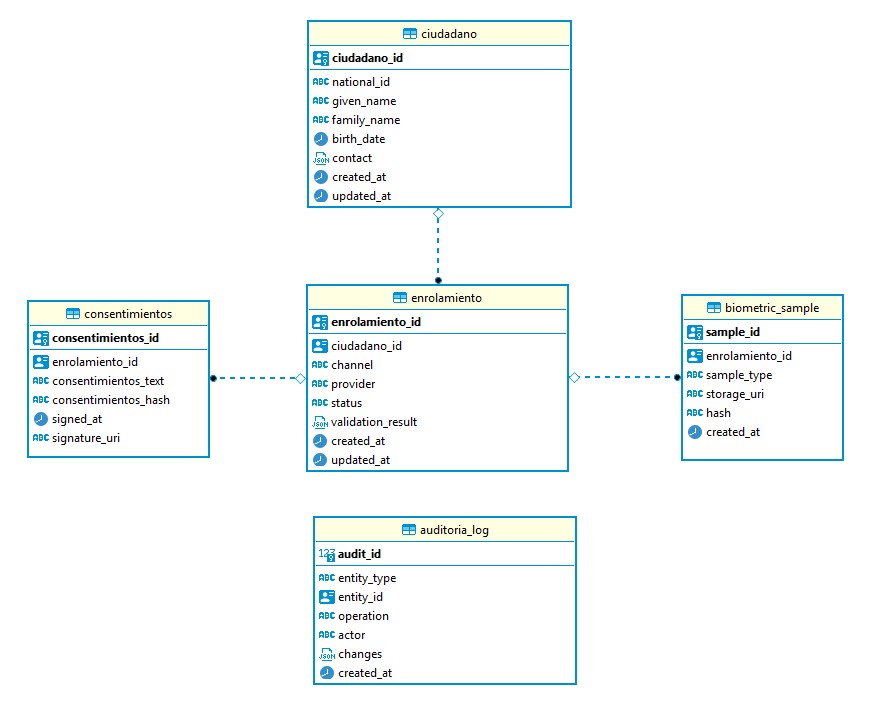 ciudadano
ciudadano_id
ABC national_id
ABC given_name
ABC family_name
birth_date
JSON contact
created_at
updated_at
consentimientos
consentimientos_id
enrolamiento_id
ABC consentimientos_text
ABC consentimientos_hash
signed_at
ABC signature_uri
enrolamiento
enrolamiento_id
ciudadano_id
ABC channel
ABC provider
ABC status
JSON validation_result
created_at
updated_at
biometric_sample
sample_id
enrolamiento_id
ABC sample_type
ABC storage_uri
ABC hash
created_at
auditoria_log
123 audit_id
ABC entity_type
entity_id
ABC operation
ABC actor
JSON changes
created_at